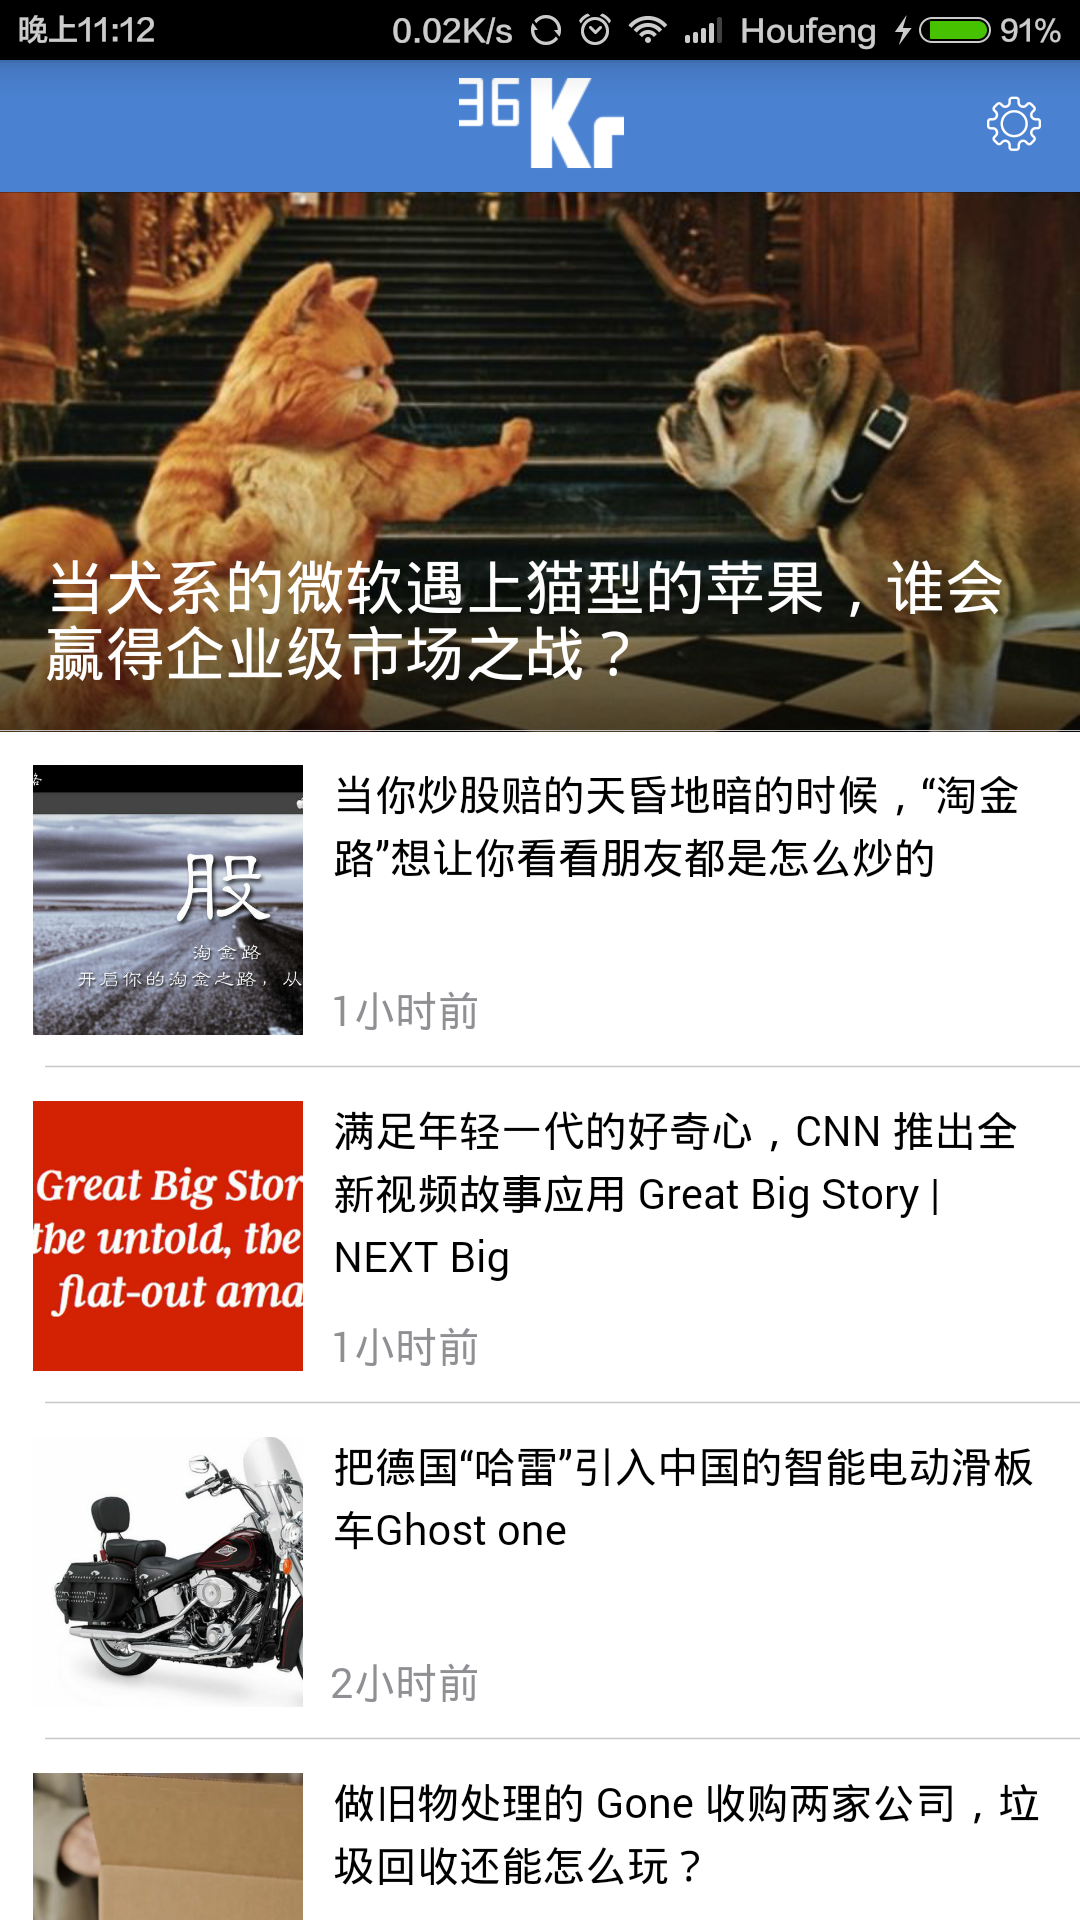 晚上11:12 0.02K/s Houfeng 91%
36Kr
当犬系的微软遇上猫型的苹果，谁会
赢得企业级市场之战？
当你炒股赔的天昏地暗的时候，“淘金
路”想让你看看朋友都是怎么炒的
股
淘金路
开启你的淘金之路，从
1小时前
满足年轻一代的好奇心，CNN 推出全
新视频故事应用 Great Big Story |
NEXT Big
Great Big Stor
the untold, the
flat-out ama
1小时前
把德国“哈雷”引入中国的智能电动滑板
车Ghost one
2小时前
做旧物处理的 Gone 收购两家公司，垃
圾回收还能怎么玩？